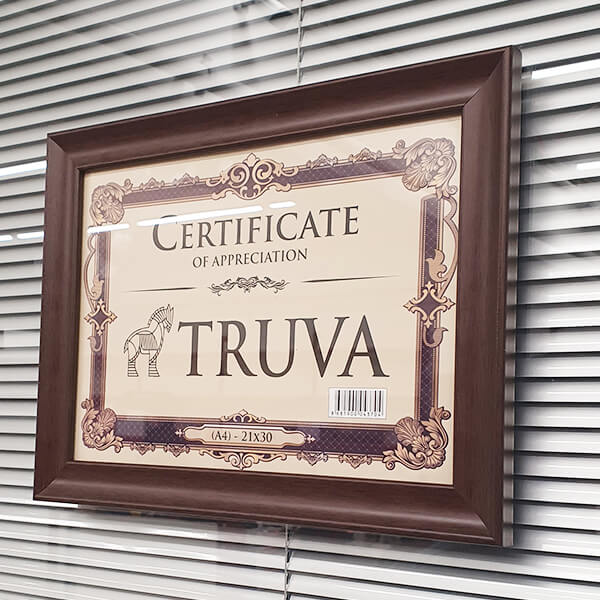 CERTIFICATE
OF APPRECIATION
TRUVA
(A4) - 21x30